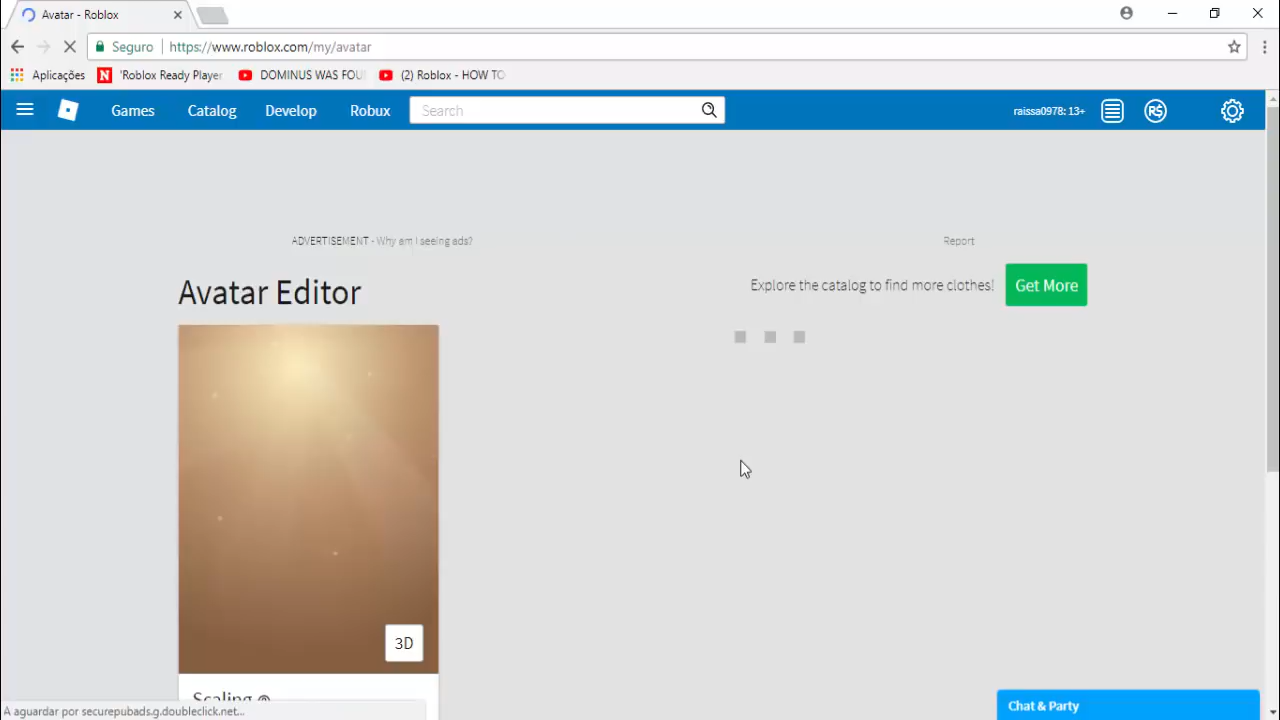 Avatar - Roblox
Seguro https://www.roblox.com/my/avatar
Aplicações 'Roblox Ready Player DOMINUS WAS FOU (2) Roblox - HOW TO
Games Catalog Develop Robux Search raissa0978: 13+ R$
ADVERTISEMENT - Why am I seeing ads? Report
Avatar Editor
Explore the catalog to find more clothes! Get More
3D
Scaling
A aguardar por securepubads.g.doubleclick.net...
Chat & Party